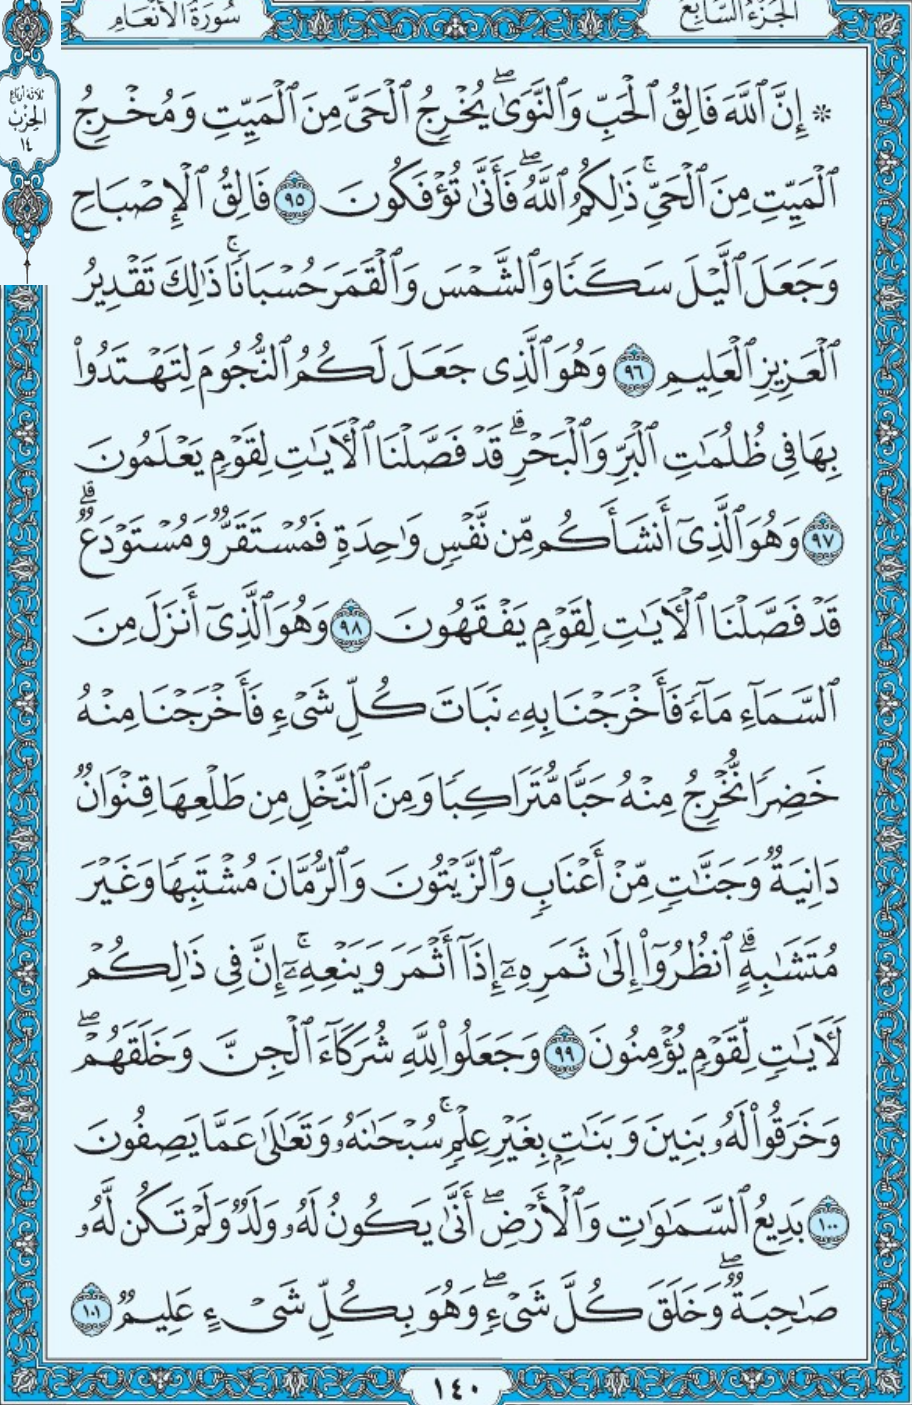 الجزء السابع
سورة الأنعام
ثلاثة أرباع
الحزب
١٤
۞ إِنَّ ٱللَّهَ فَالِقُ ٱلْحَبِّ وَٱلنَّوَىٰۖ يُخْرِجُ ٱلْحَىَّ مِنَ ٱلْمَيِّتِ وَمُخْرِجُ
ٱلْمَيِّتِ مِنَ ٱلْحَىِّۚ ذَٰلِكُمُ ٱللَّهُۖ فَأَنَّىٰ تُؤْفَكُونَ ٩٥ فَالِقُ ٱلْإِصْبَاحِ
وَجَعَلَ ٱلَّيْلَ سَكَنًا وَٱلشَّمْسَ وَٱلْقَمَرَ حُسْبَانًاۚ ذَٰلِكَ تَقْدِيرُ
ٱلْعَزِيزِ ٱلْعَلِيمِ ٩٦ وَهُوَ ٱلَّذِى جَعَلَ لَكُمُ ٱلنُّجُومَ لِتَهْتَدُوا۟
بِهَا فِى ظُلُمَٰتِ ٱلْبَرِّ وَٱلْبَحْرِۗ قَدْ فَصَّلْنَا ٱلْـَٔايَٰتِ لِقَوْمٍ يَعْلَمُونَ
٩٧ وَهُوَ ٱلَّذِىٓ أَنشَأَكُم مِّن نَّفْسٍ وَٰحِدَةٍ فَمُسْتَقَرٌّ وَمُسْتَوْدَعٌۗ
قَدْ فَصَّلْنَا ٱلْـَٔايَٰتِ لِقَوْمٍ يَفْقَهُونَ ٩٨ وَهُوَ ٱلَّذِىٓ أَنزَلَ مِنَ
ٱلسَّمَآءِ مَآءً فَأَخْرَجْنَا بِهِۦ نَبَاتَ كُلِّ شَىْءٍ فَأَخْرَجْنَا مِنْهُ
خَضِرًا نُّخْرِجُ مِنْهُ حَبًّا مُّتَرَاكِبًا وَمِنَ ٱلنَّخْلِ مِن طَلْعِهَا قِنْوَانٌ
دَانِيَةٌ وَجَنَّٰتٍ مِّنْ أَعْنَابٍ وَٱلزَّيْتُونَ وَٱلرُّمَّانَ مُشْتَبِهًا وَغَيْرَ
مُتَشَٰبِهٍۗ ٱنظُرُوٓا۟ إِلَىٰ ثَمَرِهِۦٓ إِذَآ أَثْمَرَ وَيَنْعِهِۦٓۚ إِنَّ فِى ذَٰلِكُمْ
لَـَٔايَٰتٍ لِّقَوْمٍ يُؤْمِنُونَ ٩٩ وَجَعَلُوا۟ لِلَّهِ شُرَكَآءَ ٱلْجِنَّ وَخَلَقَهُمْۖ
وَخَرَقُوا۟ لَهُۥ بَنِينَ وَبَنَٰتٍۭ بِغَيْرِ عِلْمٍۚ سُبْحَٰنَهُۥ وَتَعَٰلَىٰ عَمَّا يَصِفُونَ
١٠٠ بَدِيعُ ٱلسَّمَٰوَٰتِ وَٱلْأَرْضِۖ أَنَّىٰ يَكُونُ لَهُۥ وَلَدٌ وَلَمْ تَكُن لَّهُۥ
صَٰحِبَةٌۖ وَخَلَقَ كُلَّ شَىْءٍۖ وَهُوَ بِكُلِّ شَىْءٍ عَلِيمٌ ١٠١
١٤٠